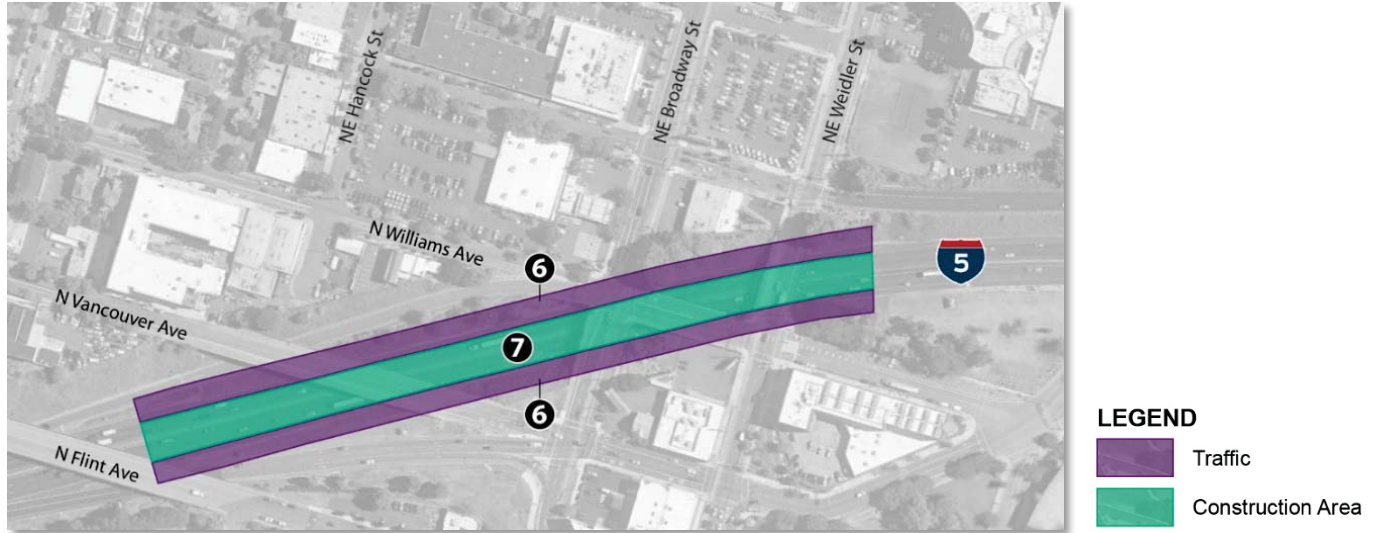 NE Hancock St
NE Broadway St
NE Weidler St
N Williams Ave
6
5
N Vancouver Ave
7
6
N Flint Ave
LEGEND
Traffic
Construction Area